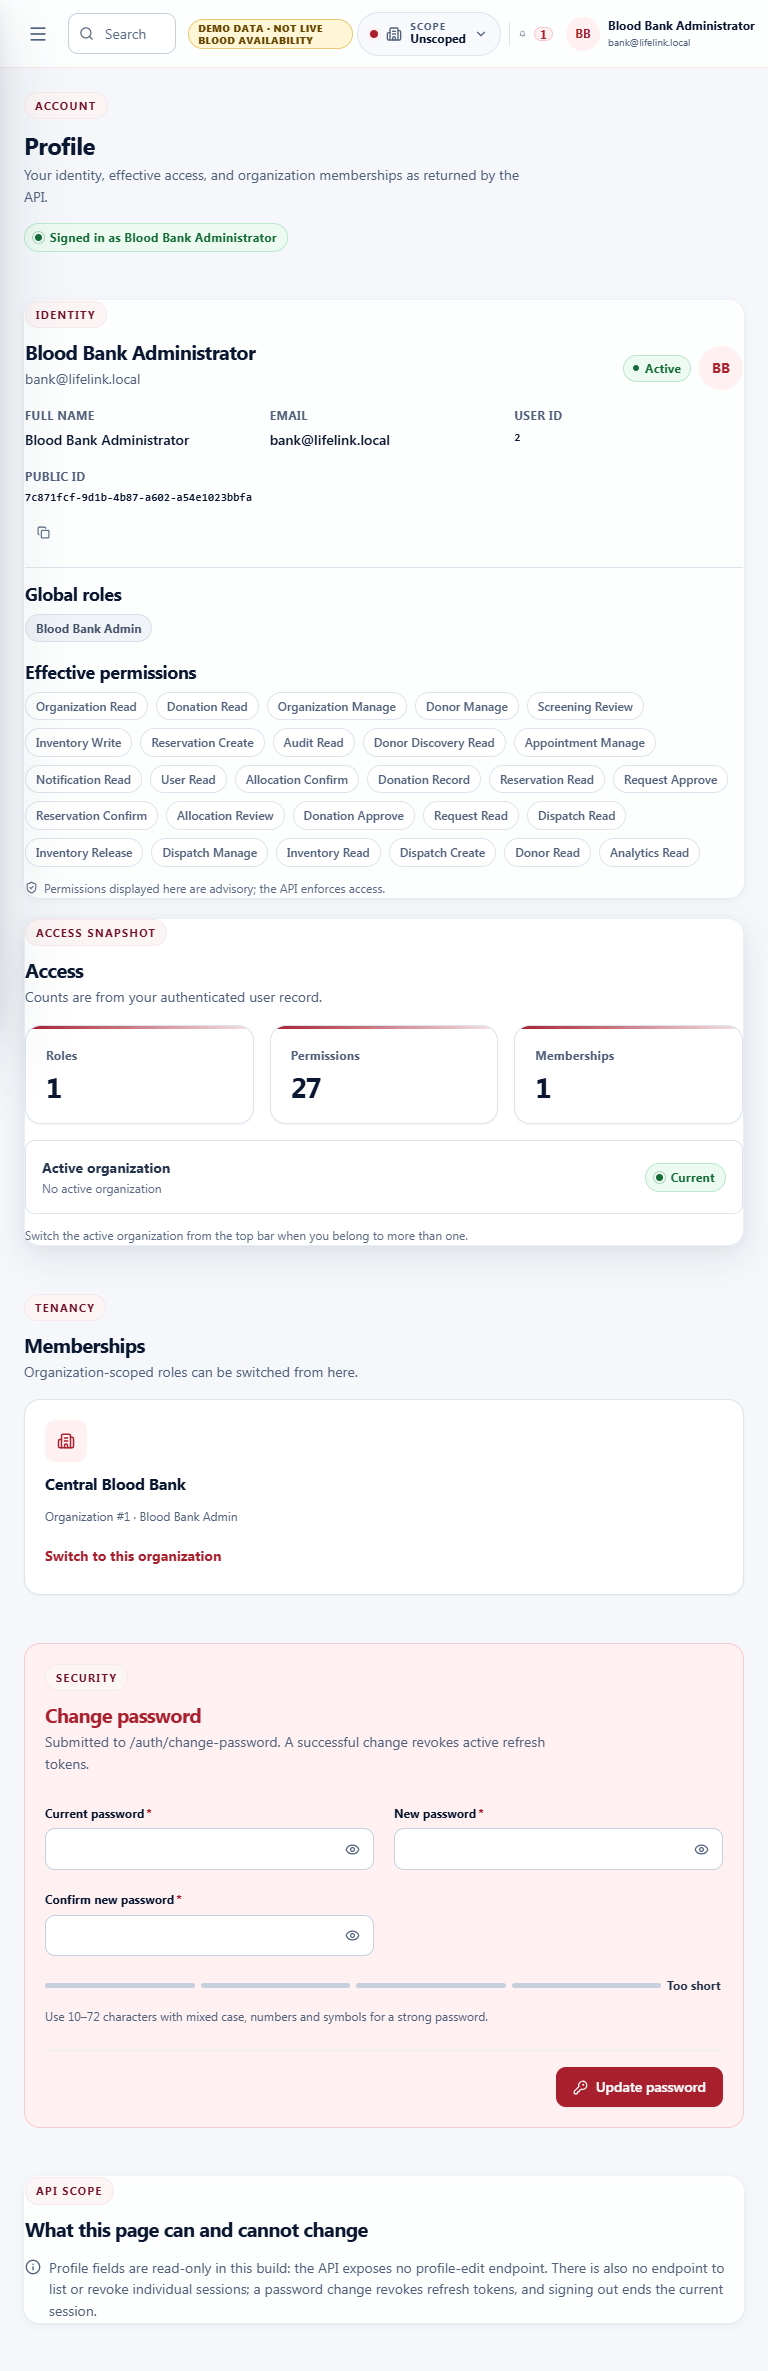 Search
DEMO DATA · NOT LIVE
BLOOD AVAILABILITY
SCOPE
Unscoped
1
BB
Blood Bank Administrator
bank@lifelink.local
ACCOUNT
Profile
Your identity, effective access, and organization memberships as returned by the
API.
Signed in as Blood Bank Administrator
IDENTITY
Blood Bank Administrator
bank@lifelink.local
Active
BB
FULL NAME
EMAIL
USER ID
Blood Bank Administrator
bank@lifelink.local
2
PUBLIC ID
7c871fcf-9d1b-4b87-a602-a54e1023bbfa
Global roles
Blood Bank Admin
Effective permissions
Organization Read Donation Read Organization Manage Donor Manage Screening Review
Inventory Write Reservation Create Audit Read Donor Discovery Read Appointment Manage
Notification Read User Read Allocation Confirm Donation Record Reservation Read Request Approve
Reservation Confirm Allocation Review Donation Approve Request Read Dispatch Read
Inventory Release Dispatch Manage Inventory Read Dispatch Create Donor Read Analytics Read
Permissions displayed here are advisory; the API enforces access.
ACCESS SNAPSHOT
Access
Counts are from your authenticated user record.
Roles
1
Permissions
27
Memberships
1
Active organization
No active organization
Current
Switch the active organization from the top bar when you belong to more than one.
TENANCY
Memberships
Organization-scoped roles can be switched from here.
Central Blood Bank
Organization #1 · Blood Bank Admin
Switch to this organization
SECURITY
Change password
Submitted to /auth/change-password. A successful change revokes active refresh
tokens.
Current password *
New password *
Confirm new password *
Too short
Use 10–72 characters with mixed case, numbers and symbols for a strong password.
Update password
API SCOPE
What this page can and cannot change
Profile fields are read-only in this build: the API exposes no profile-edit endpoint. There is also no endpoint to
list or revoke individual sessions; a password change revokes refresh tokens, and signing out ends the current
session.